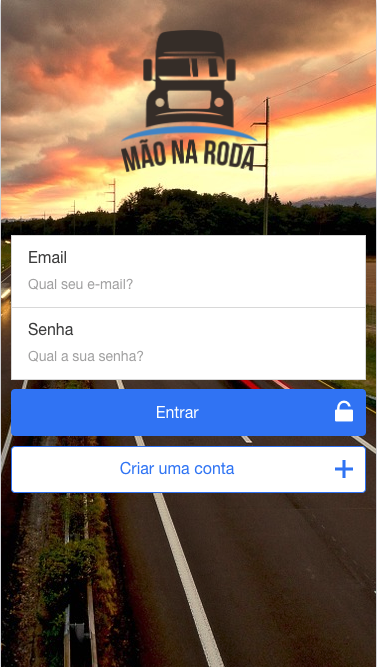 MÃO NA RODA
Email
Qual seu e-mail?
Senha
Qual a sua senha?
Entrar
Criar uma conta